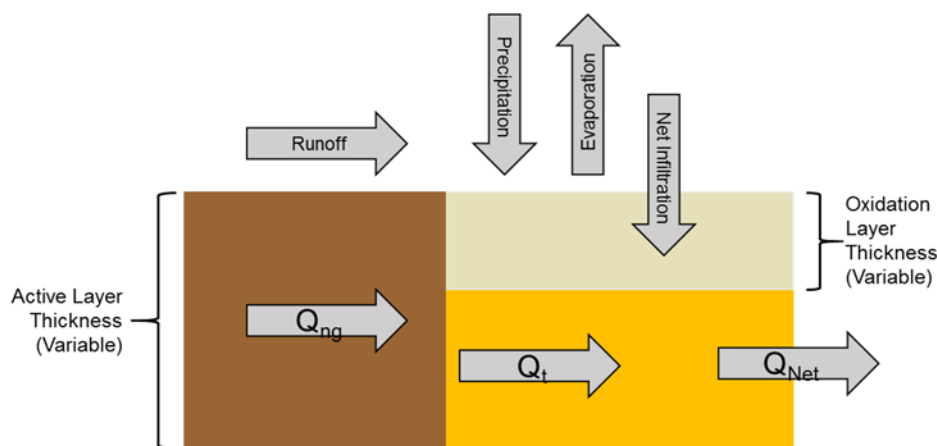 Precipitation
Evaporation
Runoff
Net Infiltration
Oxidation
Layer
Thickness
(Variable)
Active Layer
Thickness
(Variable)
Qng
Qt
QNet